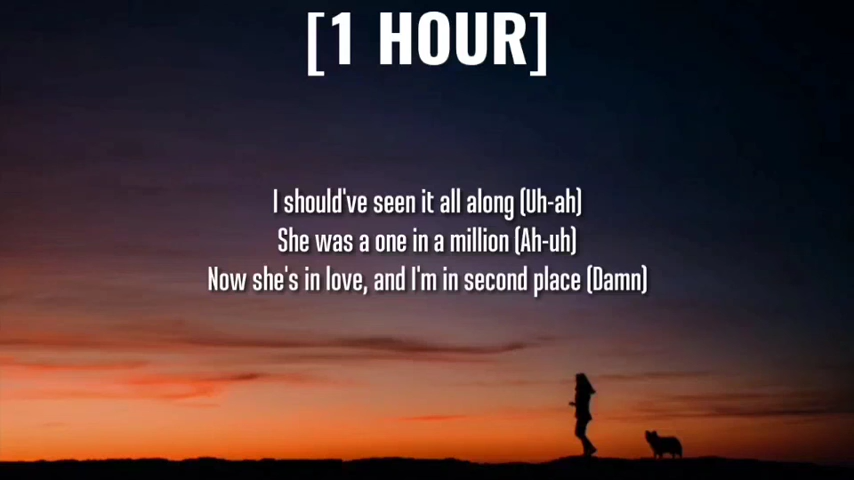 [1 HOUR]
I should've seen it all along (Uh-ah)
She was a one in a million (Ah-uh)
Now she's in love, and I'm in second place (Damn)